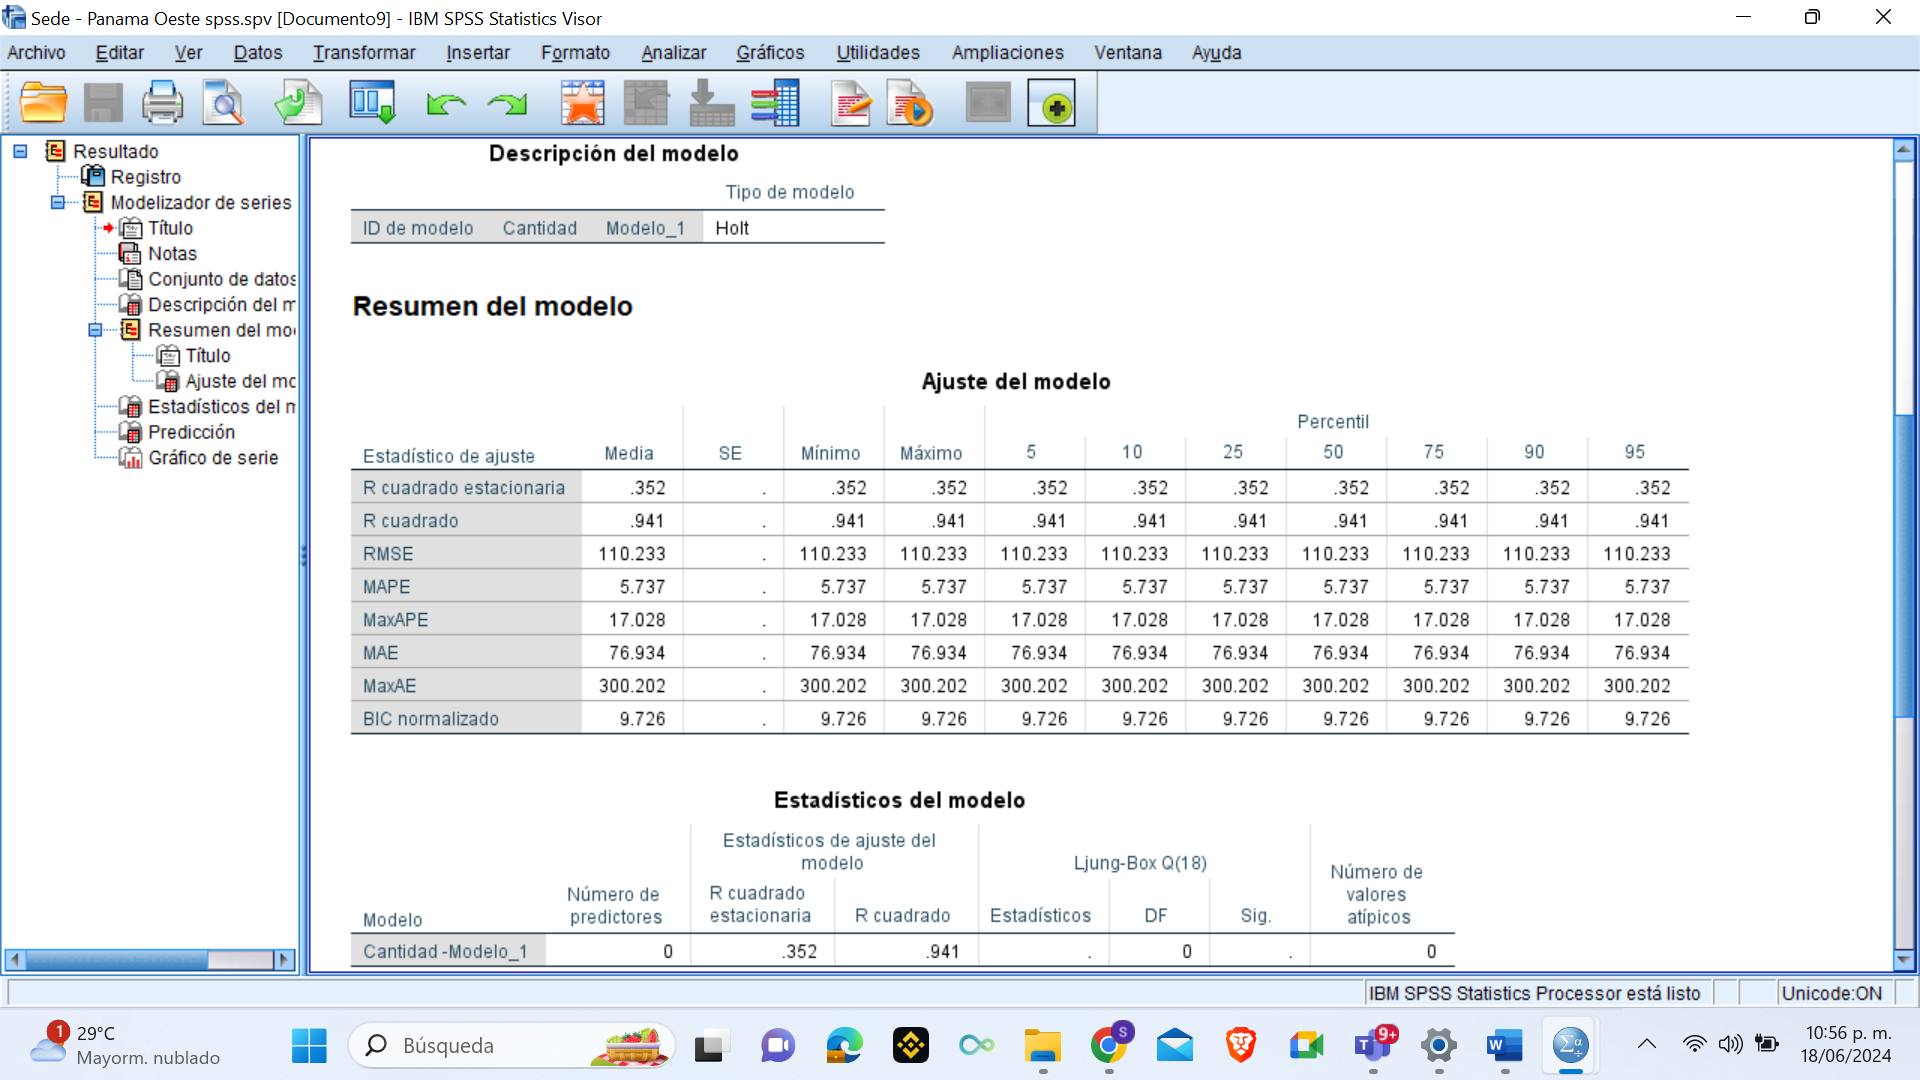 Sede - Panama Oeste spss.spv [Documento9] - IBM SPSS Statistics Visor
Archivo Editar Ver Datos Transformar Insertar Formato Analizar Gráficos Utilidades Ampliaciones Ventana Ayuda
Resultado
Registro
Modelizador de series
Título
Notas
Conjunto de datos
Descripción del m
Resumen del mo
Título
Ajuste del mo
Estadísticos del m
Predicción
Gráfico de serie
Descripción del modelo
Tipo de modelo
ID de modelo Cantidad Modelo_1 Holt
Resumen del modelo
Ajuste del modelo
Percentil
Estadístico de ajuste Media SE Mínimo Máximo 5 10 25 50 75 90 95
R cuadrado estacionaria .352 . .352 .352 .352 .352 .352 .352 .352 .352 .352
R cuadrado .941 . .941 .941 .941 .941 .941 .941 .941 .941 .941
RMSE 110.233 . 110.233 110.233 110.233 110.233 110.233 110.233 110.233 110.233 110.233
MAPE 5.737 . 5.737 5.737 5.737 5.737 5.737 5.737 5.737 5.737 5.737
MaxAPE 17.028 . 17.028 17.028 17.028 17.028 17.028 17.028 17.028 17.028 17.028
MAE 76.934 . 76.934 76.934 76.934 76.934 76.934 76.934 76.934 76.934 76.934
MaxAE 300.202 . 300.202 300.202 300.202 300.202 300.202 300.202 300.202 300.202 300.202
BIC normalizado 9.726 . 9.726 9.726 9.726 9.726 9.726 9.726 9.726 9.726 9.726
Estadísticos del modelo
Estadísticos de ajuste del
modelo
Ljung-Box Q(18)
Modelo
Número de
predictores
R cuadrado
estacionaria
R cuadrado
Estadísticos DF Sig.
Número de
valores
atípicos
Cantidad -Modelo_1 0 .352 .941 . 0 . 0
IBM SPSS Statistics Processor está listo
Unicode:ON
1
29°C
Mayorm. nublado
Búsqueda
S
9+
T
W
10:56 p. m.
18/06/2024